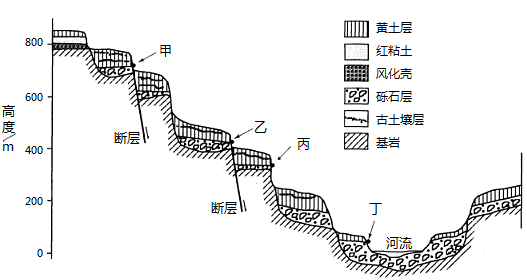 800
600
400
200
0
高度/m
甲
乙
丙
丁
断层
断层
河流
黄土层
红粘土
风化壳
砾石层
古土壤层
基岩